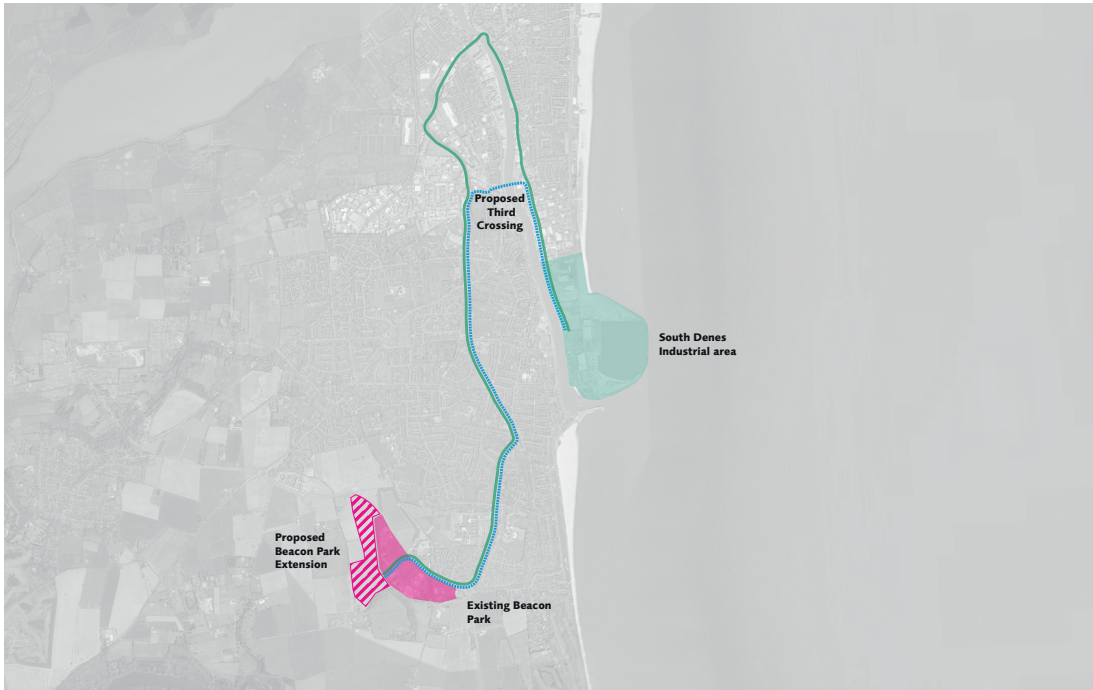 Proposed
Third
Crossing
South Denes
Industrial area
Proposed
Beacon Park
Extension
Existing Beacon
Park